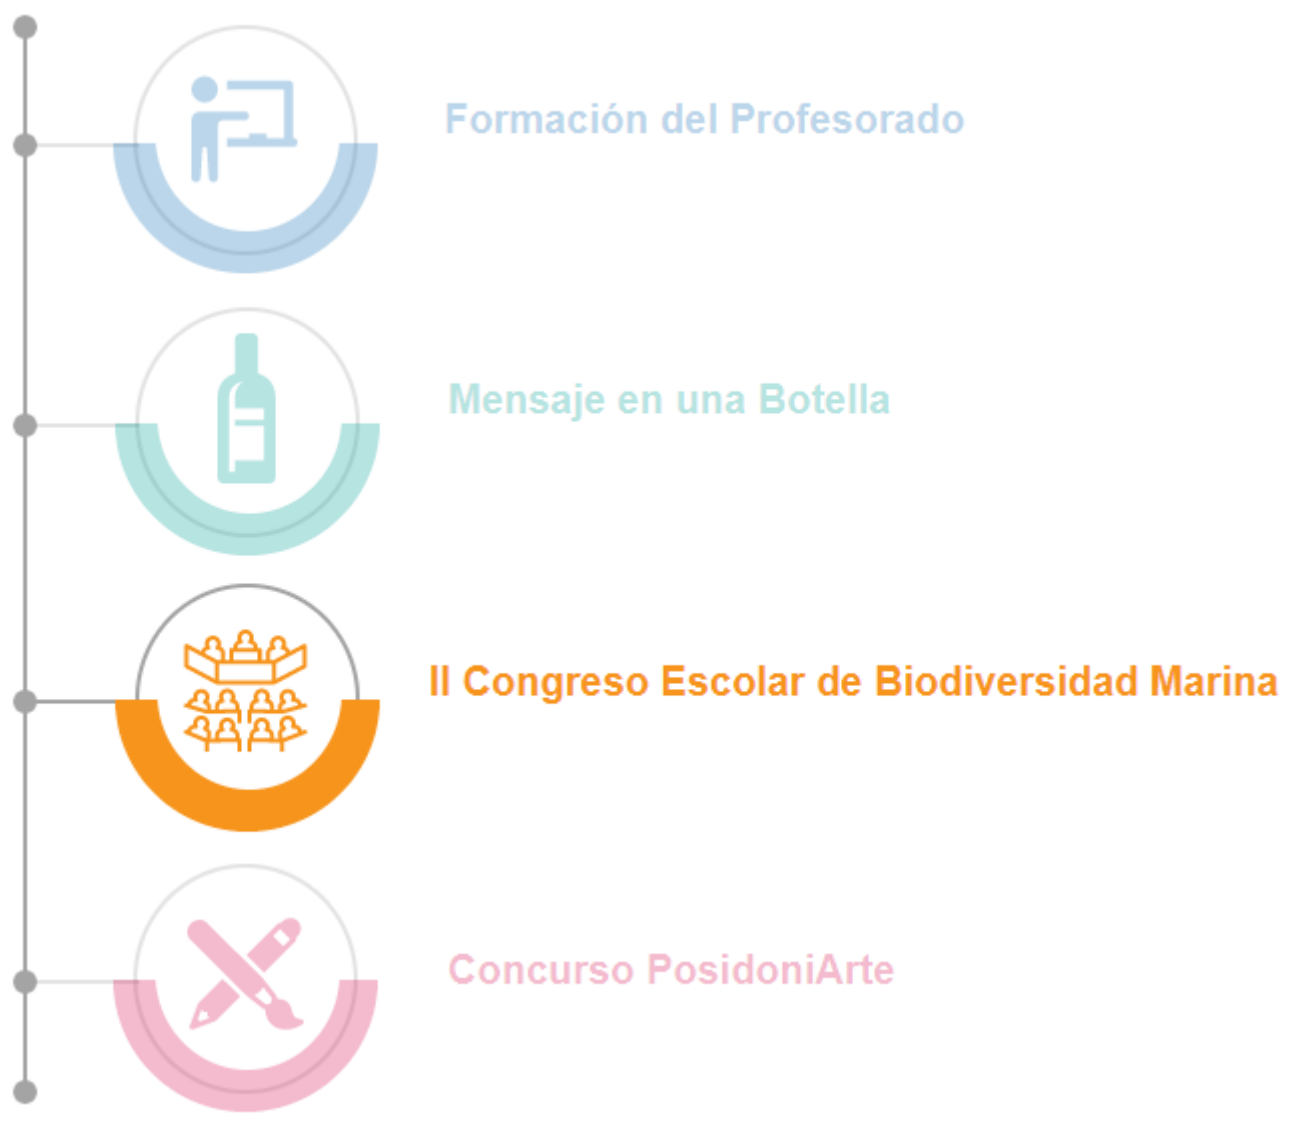 Formación del Profesorado
Mensaje en una Botella
II Congreso Escolar de Biodiversidad Marina
Concurso PosidoniArte